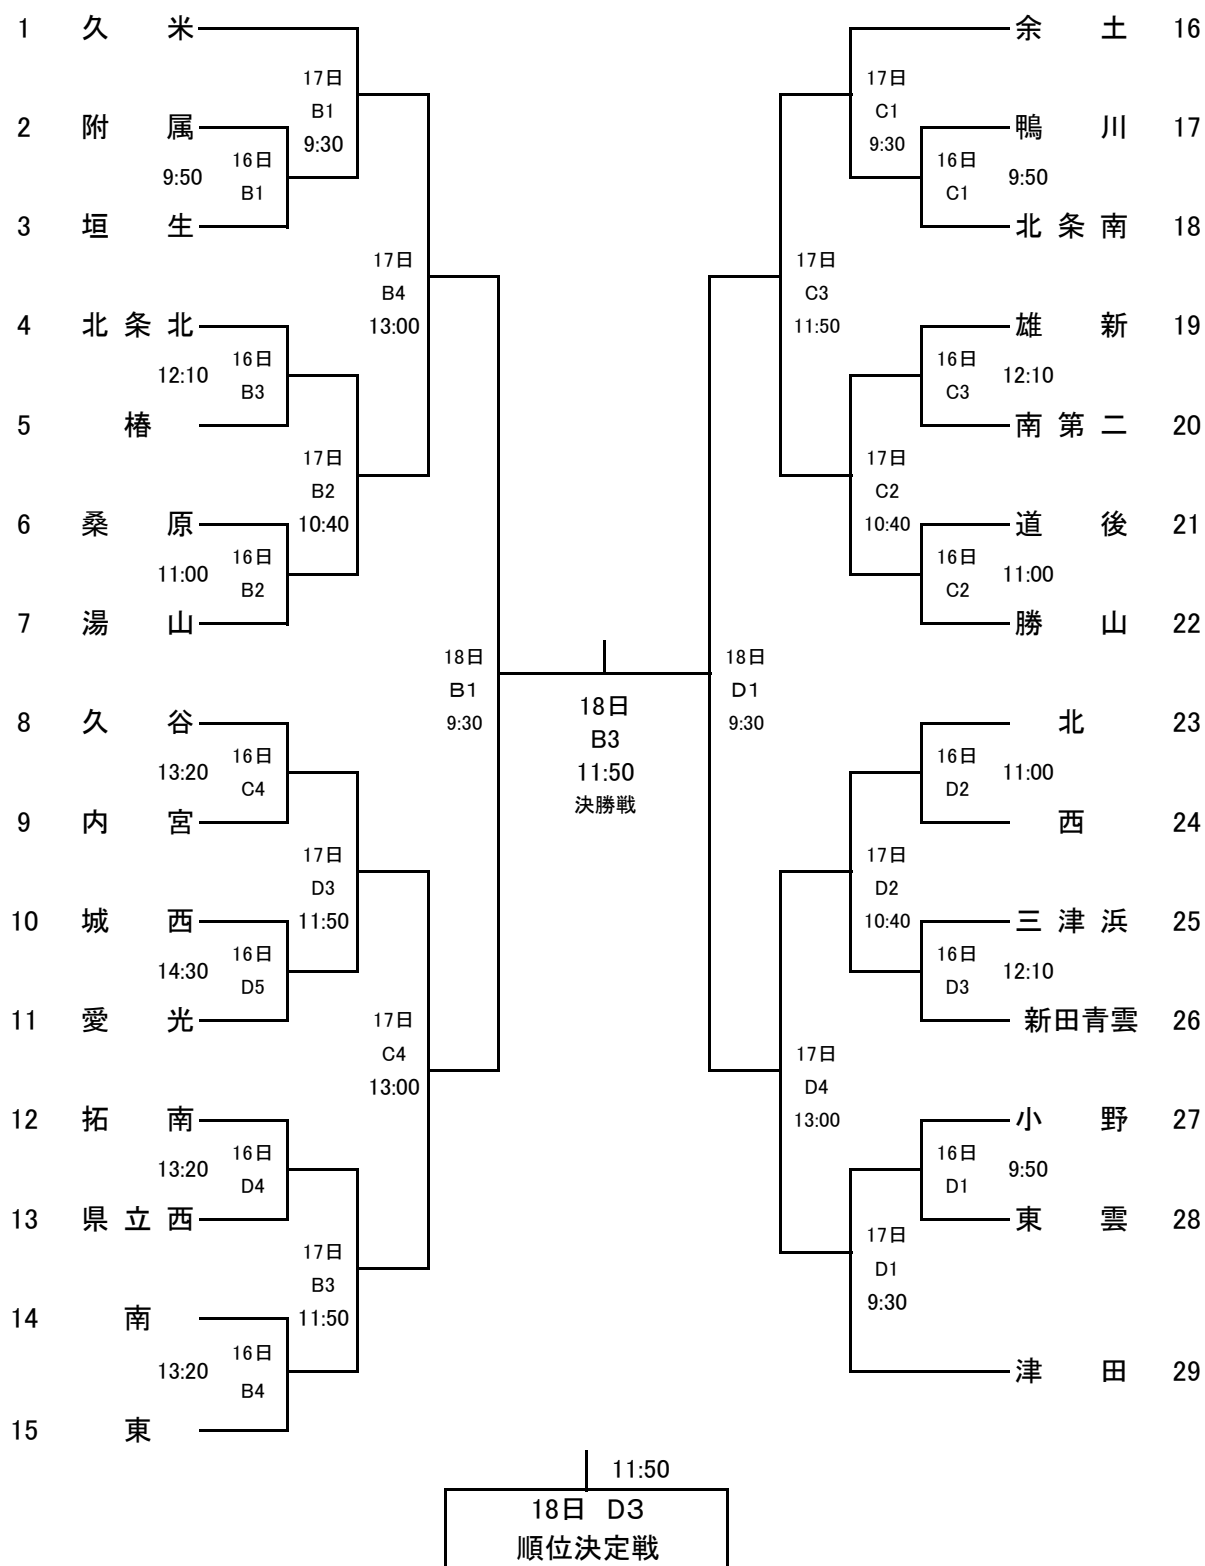 1 久 米
17日
B1
9:30
2 附 属
9:50
16日
B1
3 垣 生
17日
B4
13:00
4 北 条 北
12:10
16日
B3
5 椿
17日
B2
10:40
6 桑 原
11:00
16日
B2
7 湯 山
18日
B1
9:30
8 久 谷
13:20
16日
C4
9 内 宮
17日
D3
11:50
10 城 西
14:30
16日
D5
11 愛 光
17日
C4
13:00
12 拓 南
13:20
16日
D4
13 県 立 西
17日
B3
11:50
14 南
13:20
16日
B4
15 東
18日
B3
11:50
決勝戦
余 土 16
17日
C1
9:30
鴨 川 17
16日
C1
9:50
北 条 南 18
17日
C3
11:50
雄 新 19
16日
C3
12:10
南 第 二 20
17日
C2
10:40
道 後 21
16日
C2
11:00
勝 山 22
18日
D1
9:30
北 23
16日
D2
11:00
西 24
17日
D2
10:40
三 津 浜 25
16日
D3
12:10
新田青雲 26
17日
D4
13:00
小 野 27
16日
D1
9:50
東 雲 28
17日
D1
9:30
津 田 29
11:50
18日 D3
順位決定戦